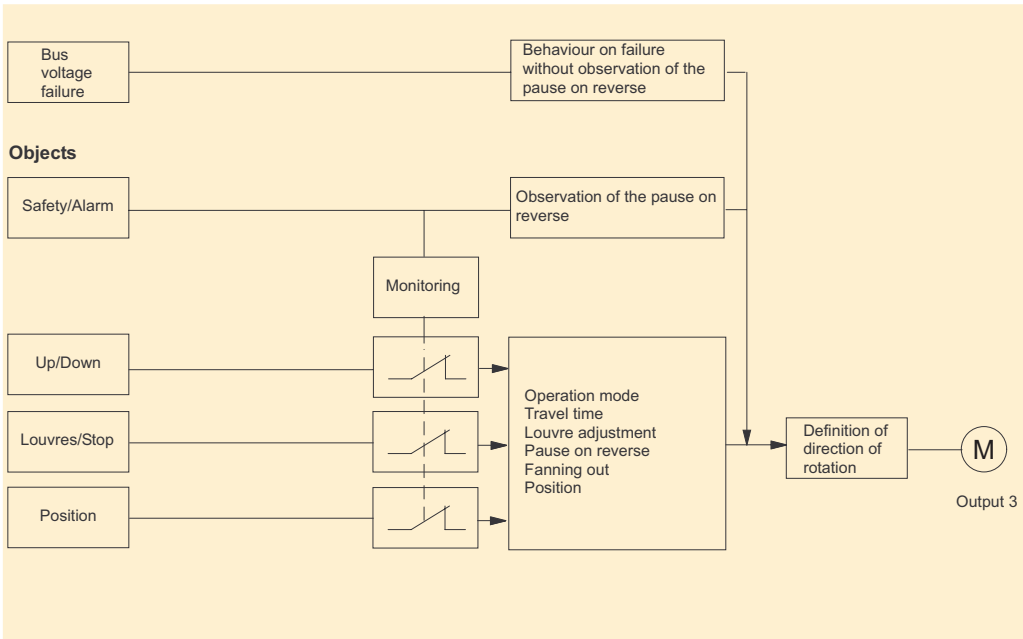 Bus
voltage
failure
Behaviour on failure
without observation of the
pause on reverse
Objects
Safety/Alarm
Observation of the pause on
reverse
Monitoring
Up/Down
Louvres/Stop
Position
Operation mode
Travel time
Louvre adjustment
Pause on reverse
Fanning out
Position
Definition of
direction of
rotation
M
Output 3